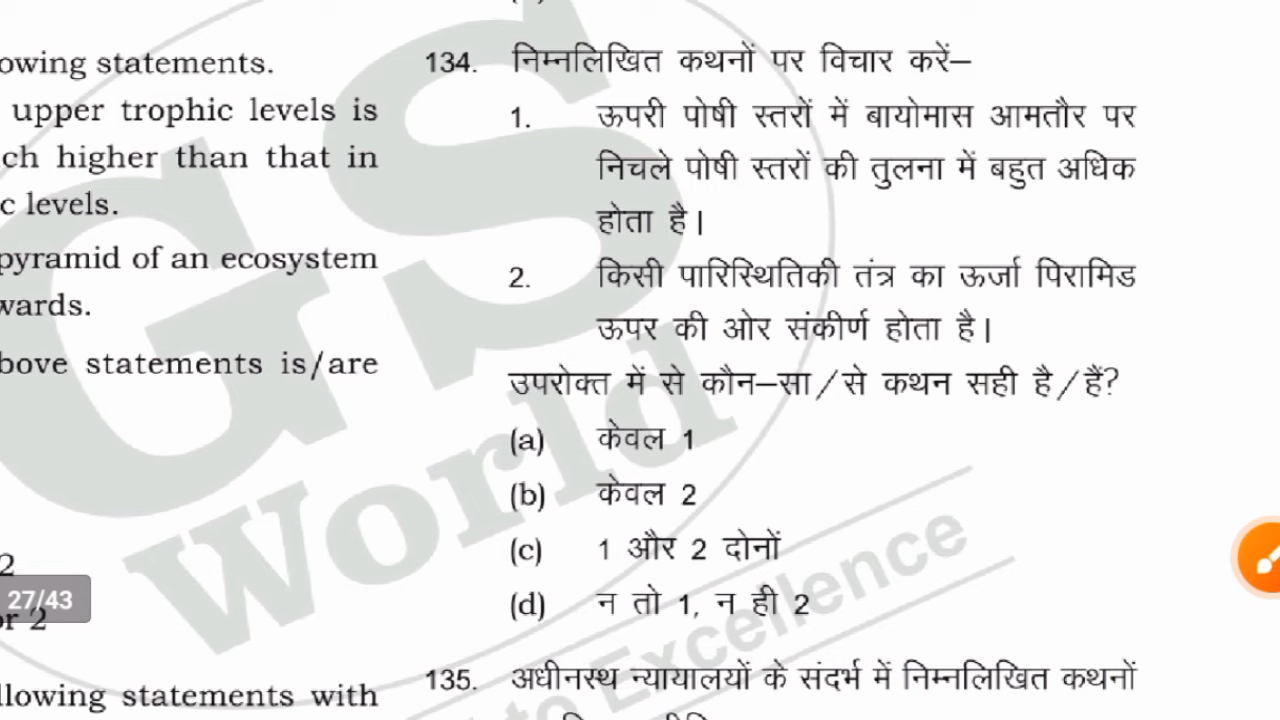 owing statements.
upper trophic levels is
ch higher than that in
c levels.
pyramid of an ecosystem
wards.
bove statements is/are
2
27/43
or 2
llowing statements with
134. निम्नलिखित कथनों पर विचार करें–
1. ऊपरी पोषी स्तरों में बायोमास आमतौर पर
निचले पोषी स्तरों की तुलना में बहुत अधिक
होता है।
2. किसी पारिस्थितिकी तंत्र का ऊर्जा पिरामिड
ऊपर की ओर संकीर्ण होता है।
उपरोक्त में से कौन–सा/से कथन सही है/हैं?
(a) केवल 1
(b) केवल 2
(c) 1 और 2 दोनों
(d) न तो 1, न ही 2
135. अधीनस्थ न्यायालयों के संदर्भ में निम्नलिखित कथनों
GS
World
to Excellence